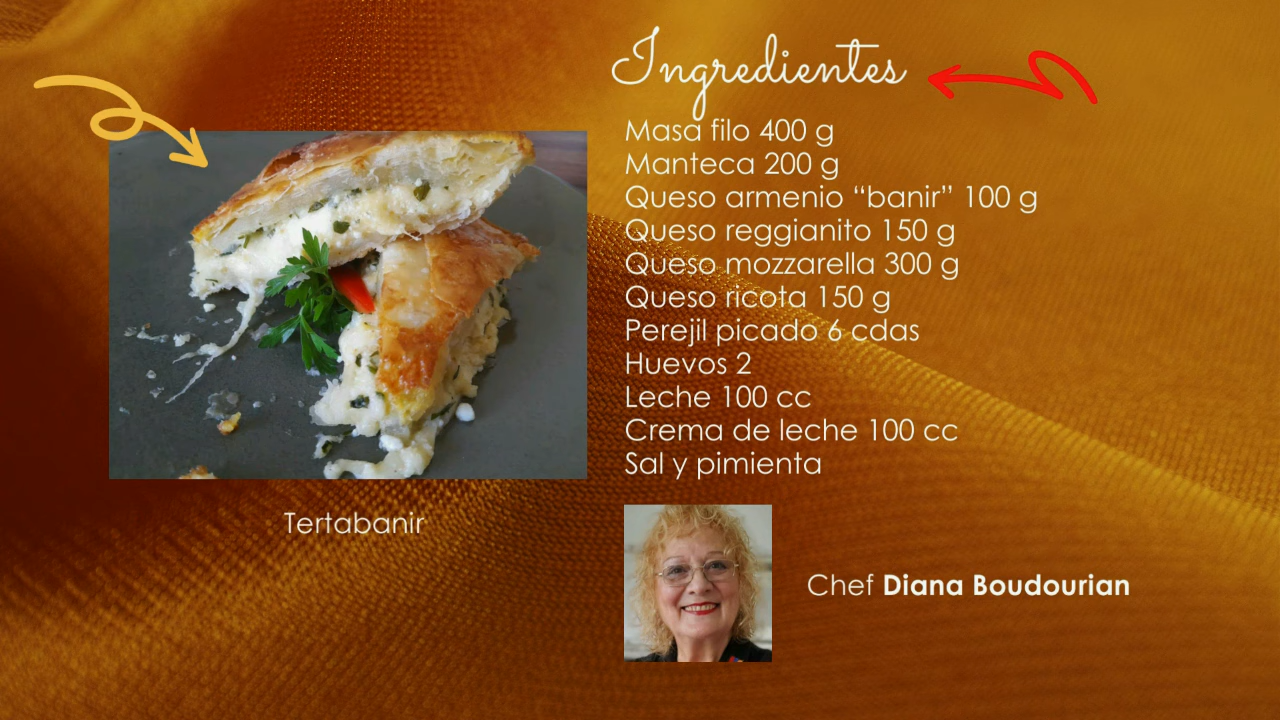 Ingredientes
Masa filo 400 g
Manteca 200 g
Queso armenio “banir” 100 g
Queso reggianito 150 g
Queso mozzarella 300 g
Queso ricota 150 g
Perejil picado 6 cdas
Huevos 2
Leche 100 cc
Crema de leche 100 cc
Sal y pimienta
Tertabanir
Chef Diana Boudourian